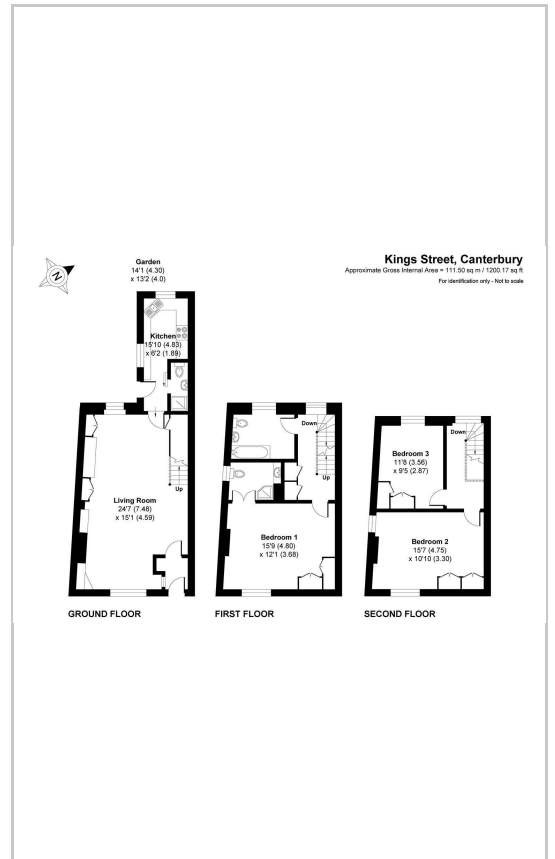 Kings Street, Canterbury
Approximate Gross Internal Area = 111.50 sq m / 1200.17 sq ft
For identification only - Not to scale
N
Garden
14'1 (4.30)
x 13'2 (4.0)
Kitchen
15'10 (4.83)
x 6'2 (1.89)
Living Room
24'7 (7.48)
x 15'1 (4.59)
Up
GROUND FLOOR
Down
Up
Bedroom 1
15'9 (4.80)
x 12'1 (3.68)
FIRST FLOOR
Down
Bedroom 3
11'8 (3.56)
x 9'5 (2.87)
Bedroom 2
15'7 (4.75)
x 10'10 (3.30)
SECOND FLOOR